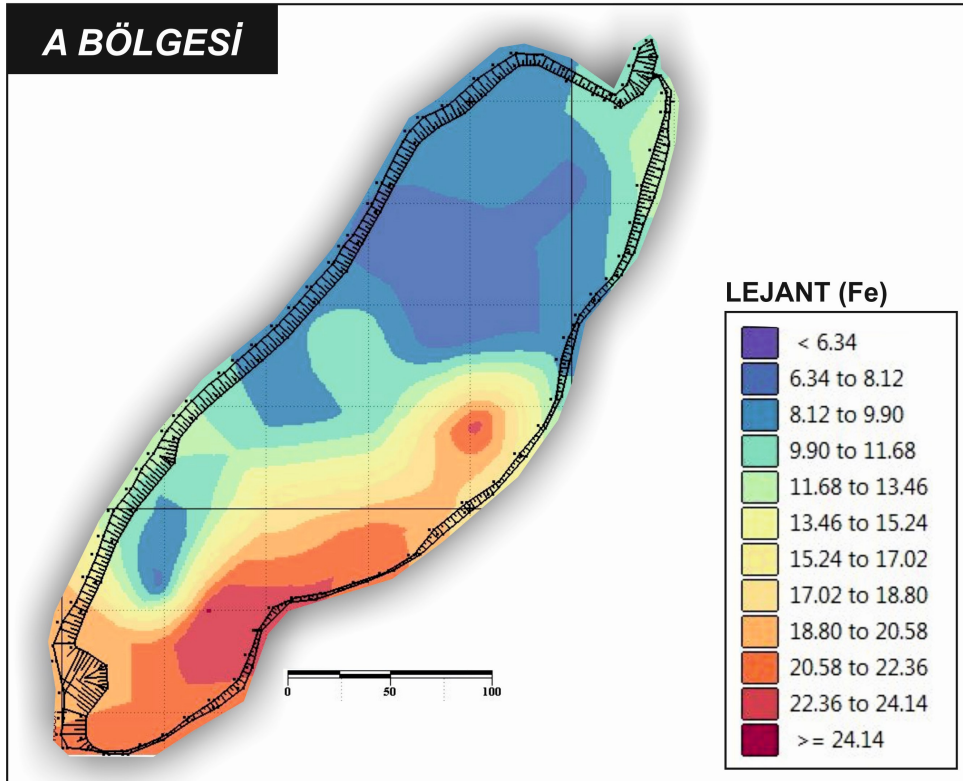 A BÖLGESİ
LEJANT (Fe)
< 6.34
6.34 to 8.12
8.12 to 9.90
9.90 to 11.68
11.68 to 13.46
13.46 to 15.24
15.24 to 17.02
17.02 to 18.80
18.80 to 20.58
20.58 to 22.36
22.36 to 24.14
>= 24.14
0 50 100